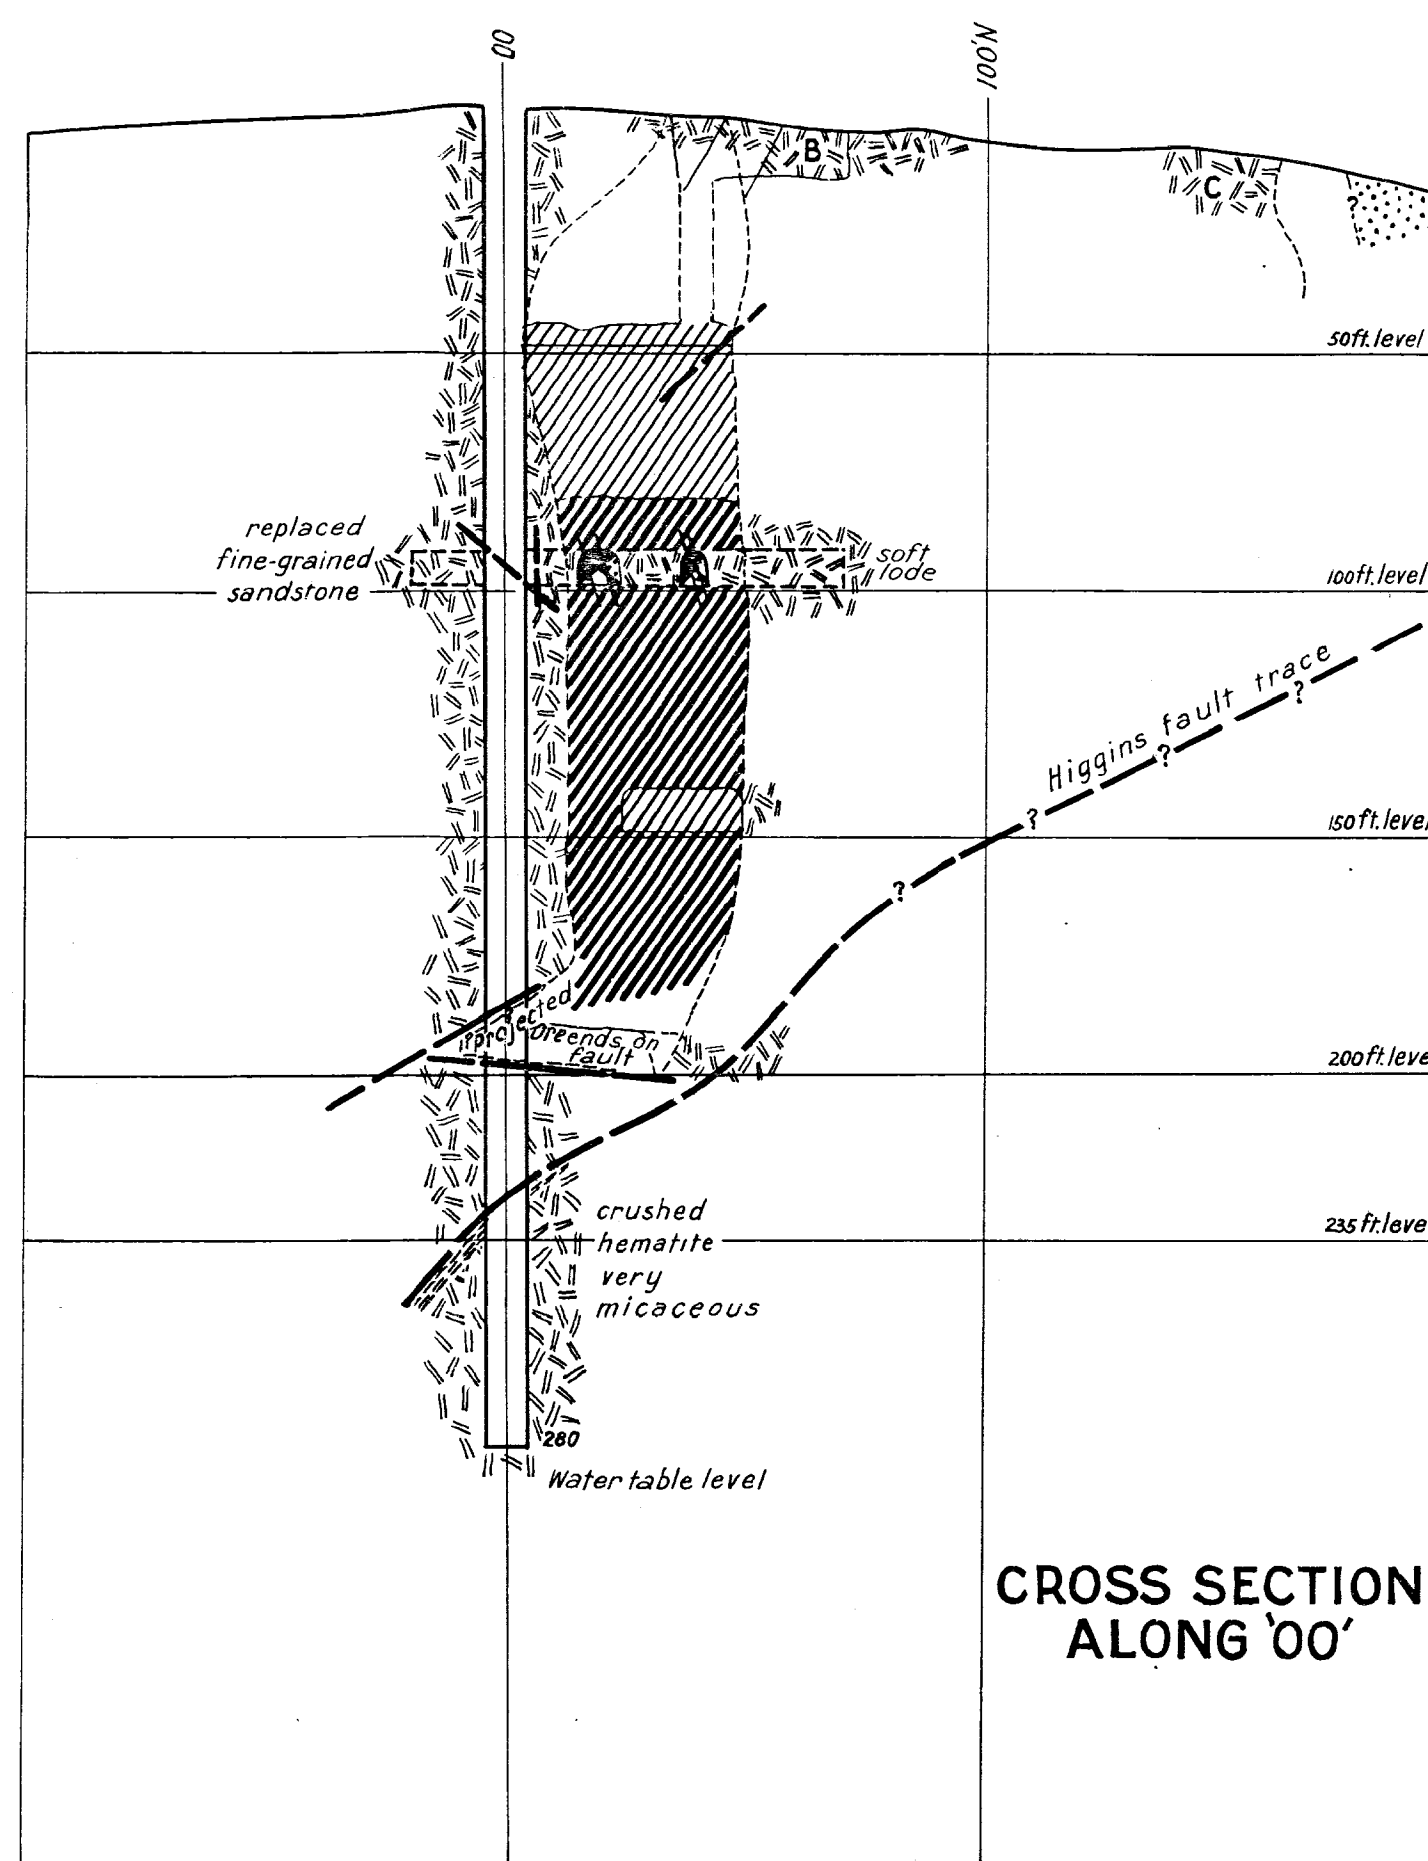 00
100'N
B
C
?
50ft. level
replaced
fine-grained
sandstone
soft
lode
100ft. level
Higgins fault trace
?
?
?
?
150ft. level
projected
Ore ends on
fault
200ft. leve
crushed
hematite
very
micaceous
235 ft. leve
280
Water table level
CROSS SECTION
ALONG '00'